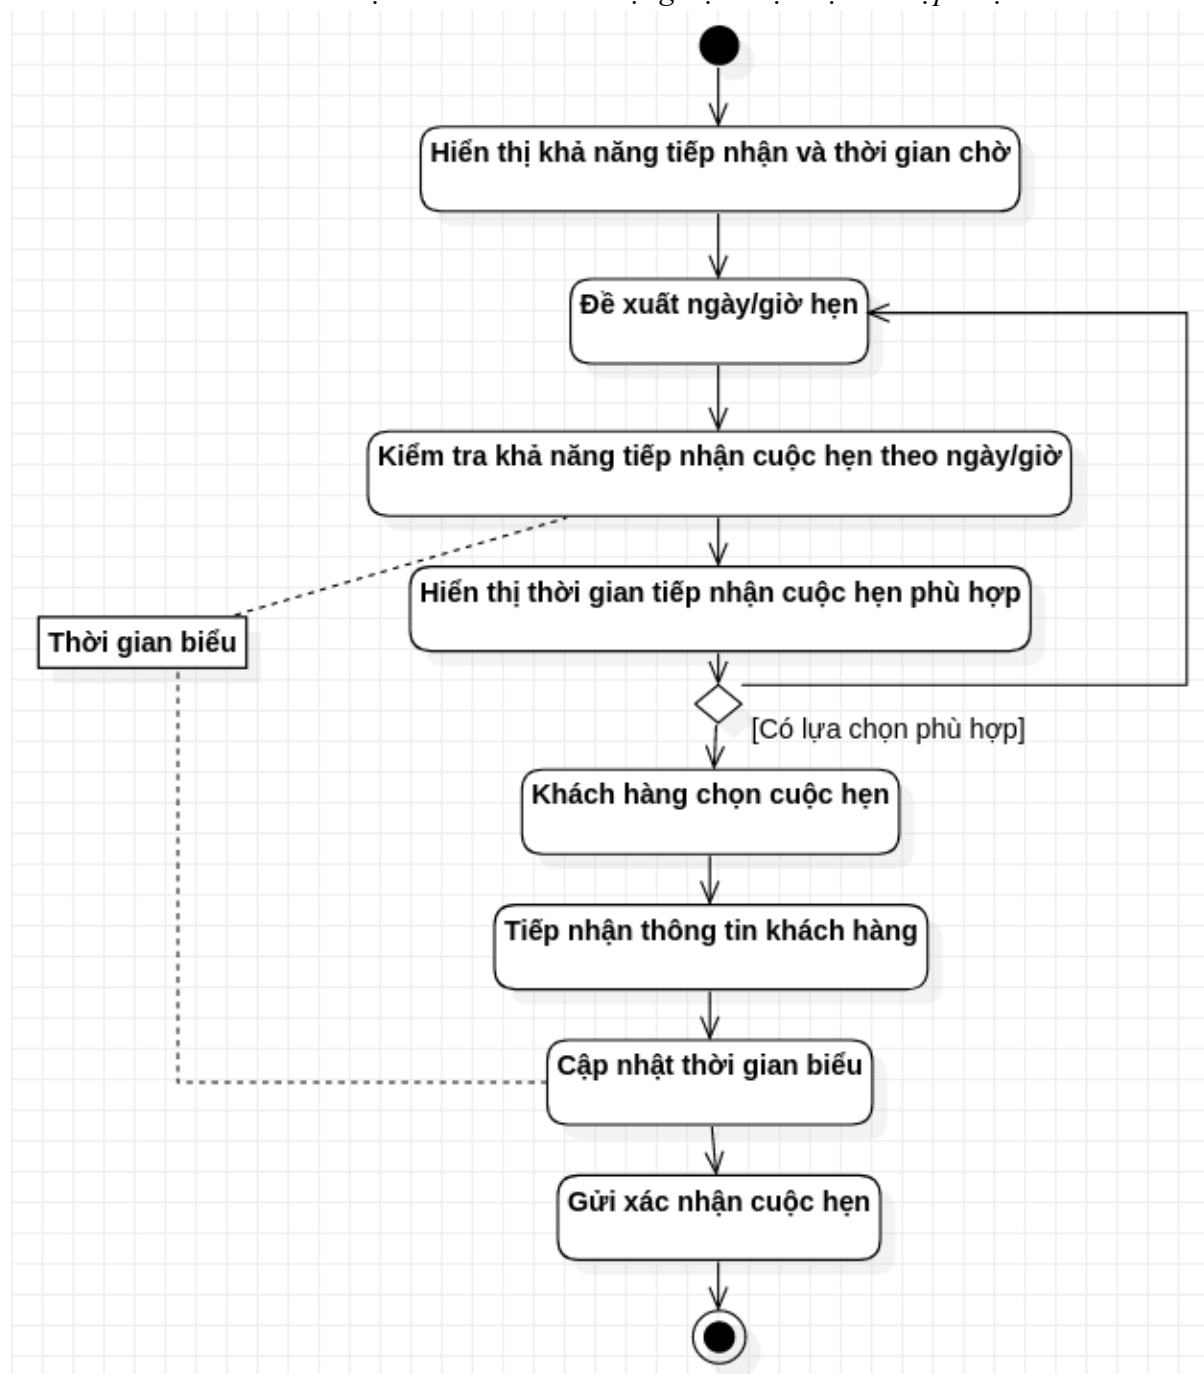 Hiển thị khả năng tiếp nhận và thời gian chờ
Đề xuất ngày/giờ hẹn
Kiểm tra khả năng tiếp nhận cuộc hẹn theo ngày/giờ
Hiển thị thời gian tiếp nhận cuộc hẹn phù hợp
Thời gian biểu
[Có lựa chọn phù hợp]
Khách hàng chọn cuộc hẹn
Tiếp nhận thông tin khách hàng
Cập nhật thời gian biểu
Gửi xác nhận cuộc hẹn